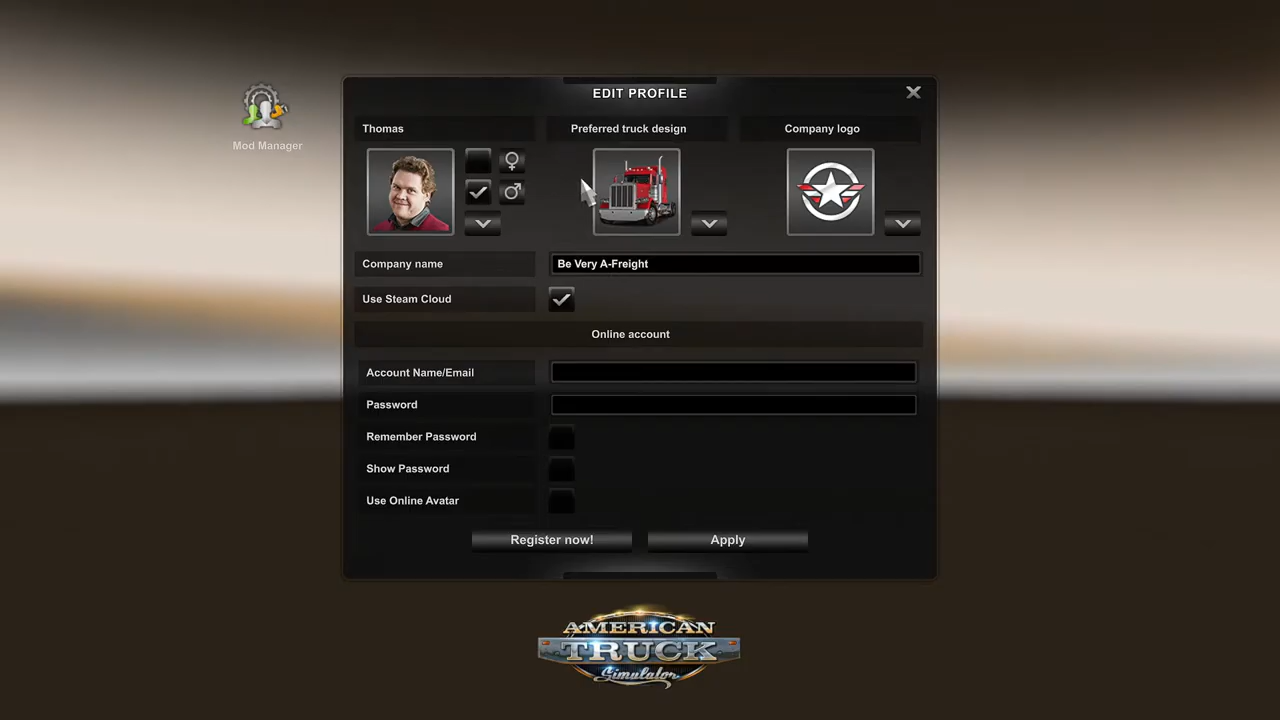 EDIT PROFILE
Mod Manager
Thomas
Preferred truck design
Company logo
Company name
Be Very A-Freight
Use Steam Cloud
Online account
Account Name/Email
Password
Remember Password
Show Password
Use Online Avatar
Register now!
Apply
AMERICAN
TRUCK
Simulator